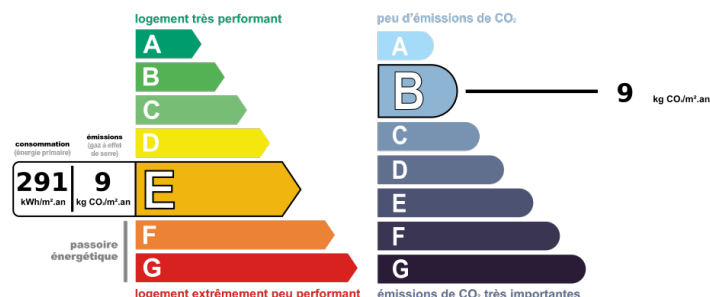 logement très performant
A
B
C
D
consommation
(énergie primaire)
émissions
(gaz à effet
de serre)
291
kWh/m².an
9
kg CO₂/m².an
E
F
G
passoire
énergétique
logement extrêmement peu performant
peu d'émissions de CO₂
A
B
9
kg CO₂/m².an
C
D
E
F
G
émissions de CO₂ très importantes